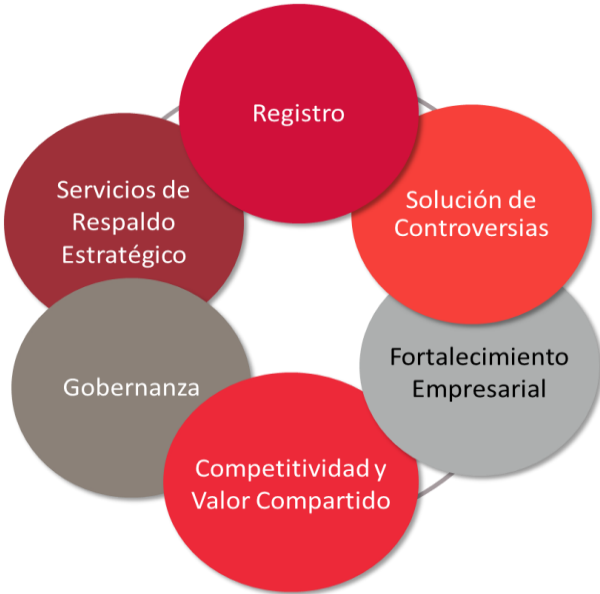 Registro
Solución de
Controversias
Fortalecimiento
Empresarial
Competitividad y
Valor Compartido
Gobernanza
Servicios de
Respaldo
Estratégico